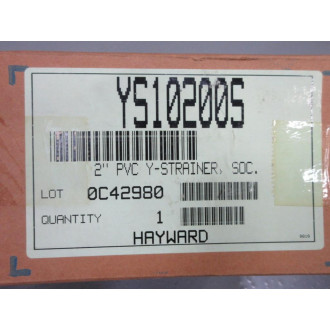 YS10200S
2" PVC Y-STRAINER, SOC.
LOT 0C42980
QUANTITY 1
HAYWARD